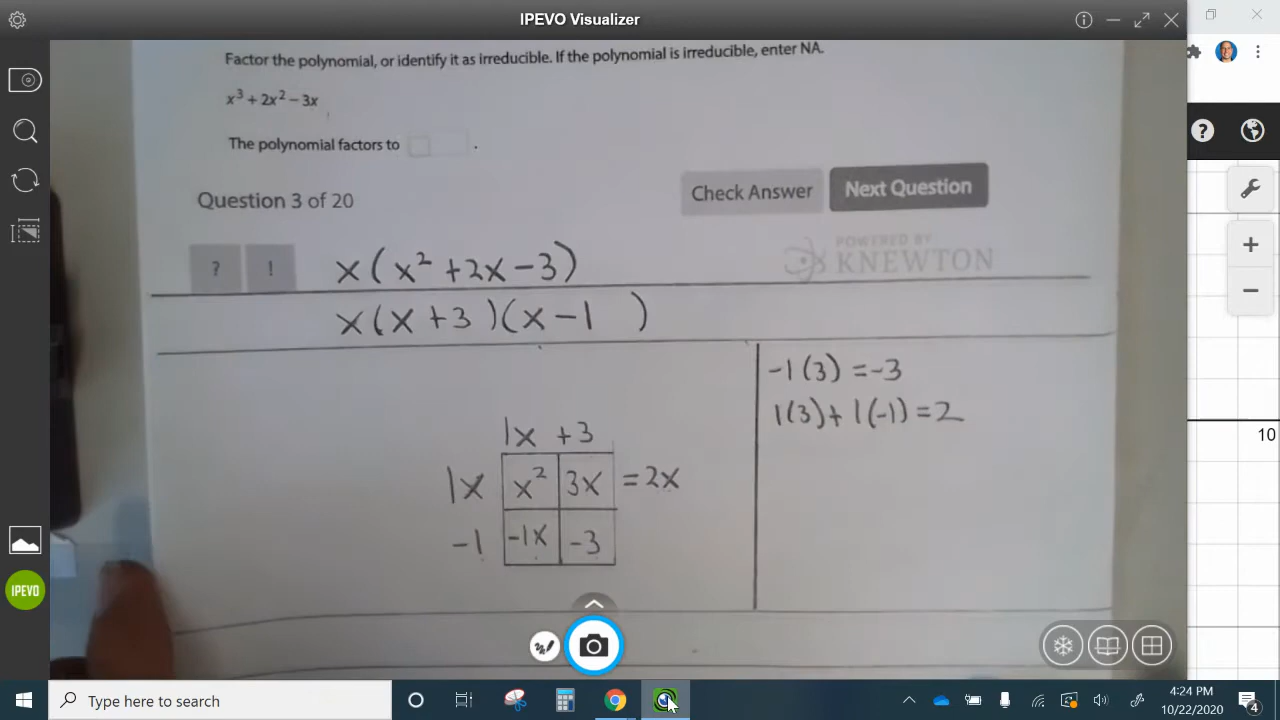 IPEVO Visualizer
Factor the polynomial, or identify it as irreducible. If the polynomial is irreducible, enter NA.
x³ + 2x² − 3x
The polynomial factors to .
Question 3 of 20
Check Answer
Next Question
? !
POWERED BY
KNEWTON
x(x² +2x−3)
x(x+3)(x−1 )
-1(3) =-3
1(3)+1(-1)=2
1x +3
1x x² 3x =2x
-1 -1x -3
IPEVO
?
+
−
10
Type here to search
4:24 PM
10/22/2020
4